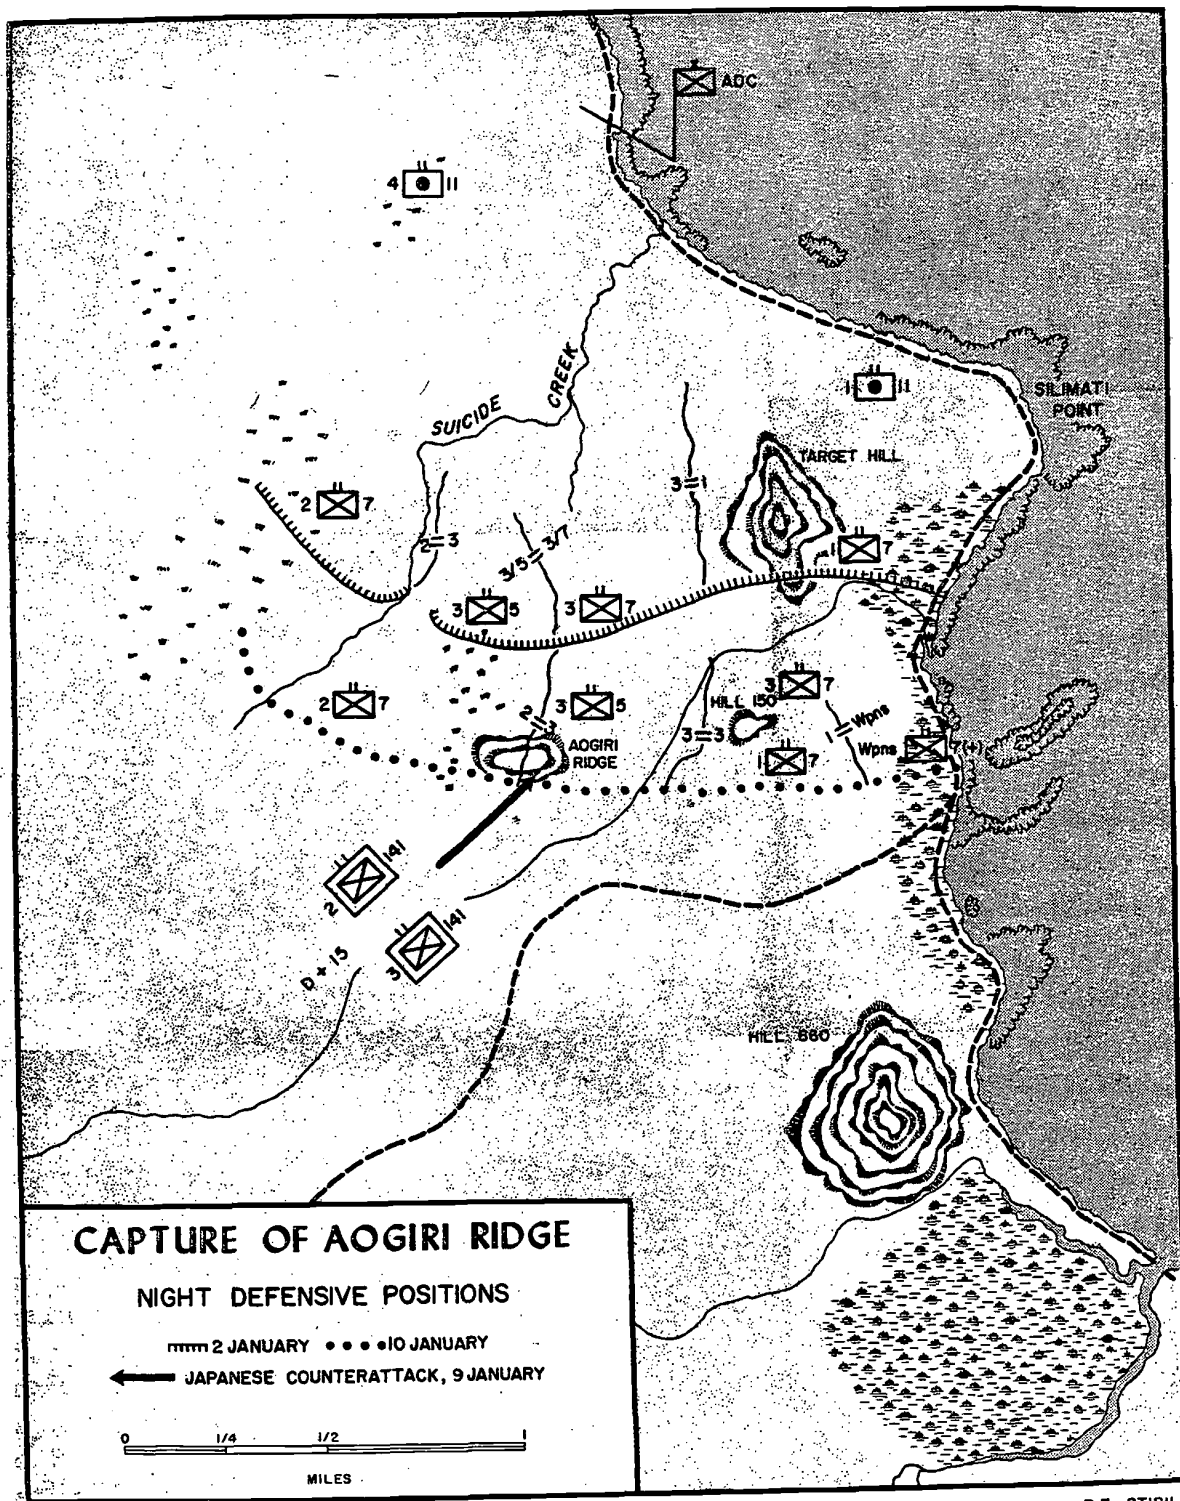 ADC
4 11
1 11
SILIMATI
POINT
SUICIDE CREEK
TARGET HILL
3 1
2 7
2 3
1 7
3/5 3/7
3 5
3 7
3 7
HILL 150
2 7
3 5
2 3
3 3
1 Wpns
Wpns 7(+)
AOGIRI
RIDGE
1 7
2 141
3 141
D + 15
HILL 660
CAPTURE OF AOGIRI RIDGE
NIGHT DEFENSIVE POSITIONS
2 JANUARY 10 JANUARY
JAPANESE COUNTERATTACK, 9 JANUARY
0 1/4 1/2 1
MILES